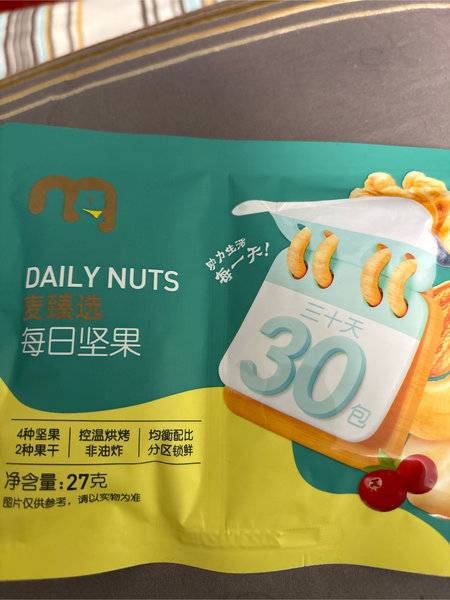 DAILY NUTS
麦臻选
每日坚果
助力生活
每一天!
三十天
30
包
4种坚果
2种果干
控温烘烤
非油炸
均衡配比
分区锁鲜
净含量:27克
图片仅供参考,请以实物为准